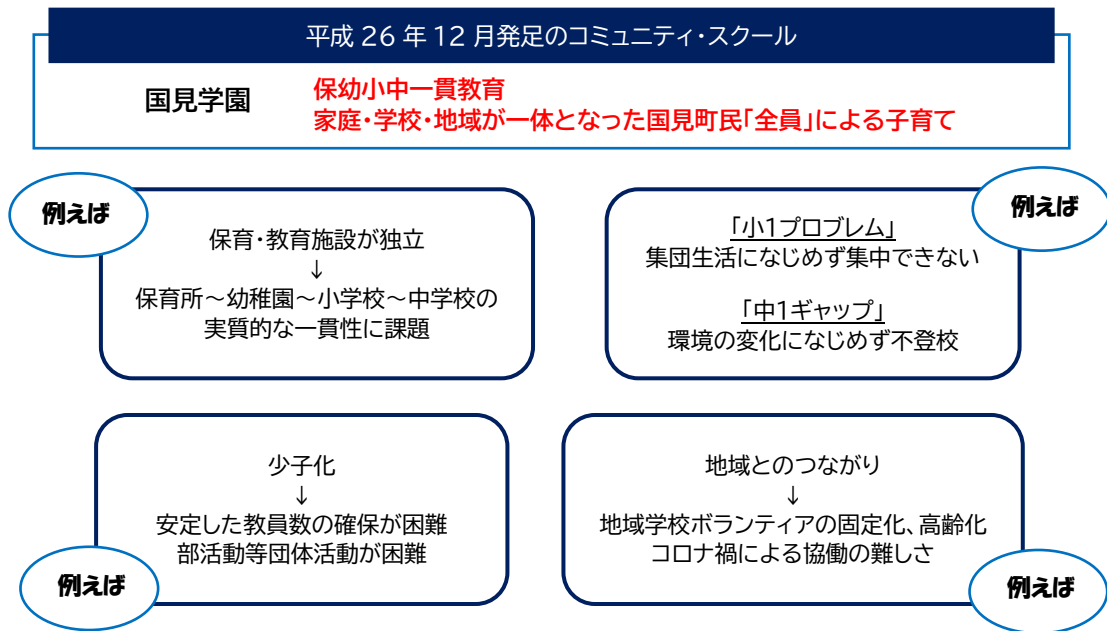 平成 26 年 12 月発足のコミュニティ・スクール
国見学園
保幼小中一貫教育
家庭・学校・地域が一体となった国見町民「全員」による子育て
例えば
保育・教育施設が独立
↓
保育所～幼稚園～小学校～中学校の
実質的な一貫性に課題
例えば
「小1プロブレム」
集団生活になじめず集中できない
「中1ギャップ」
環境の変化になじめず不登校
少子化
↓
安定した教員数の確保が困難
部活動等団体活動が困難
例えば
地域とのつながり
↓
地域学校ボランティアの固定化、高齢化
コロナ禍による協働の難しさ
例えば